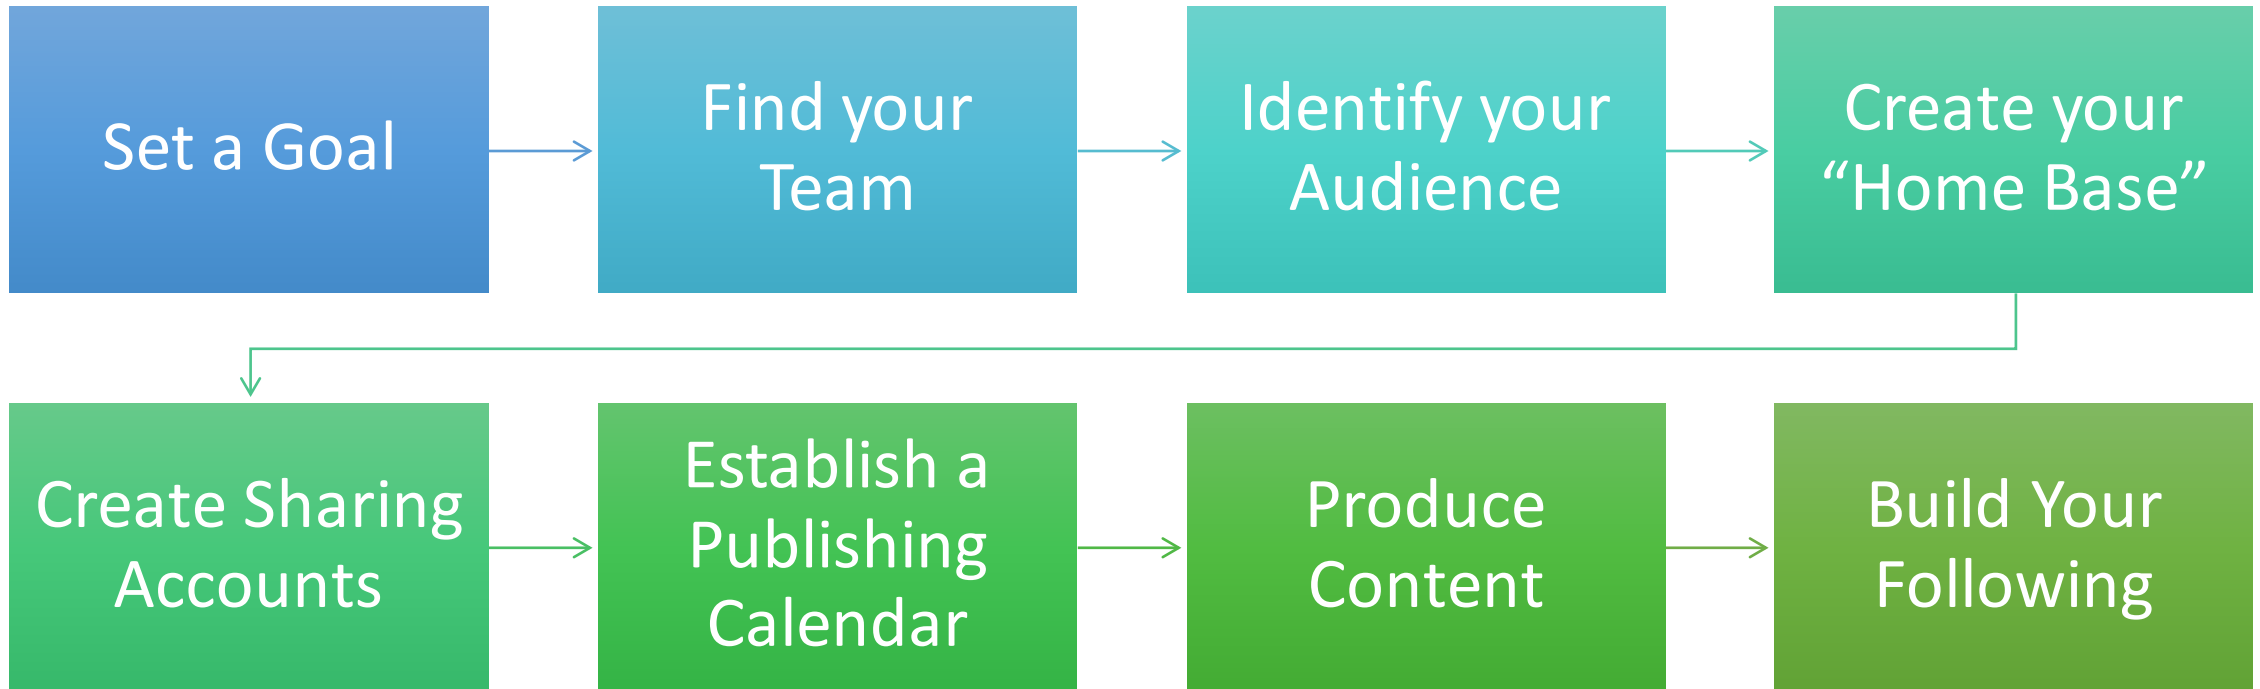 Set a Goal
Find your
Team
Identify your
Audience
Create your
“Home Base”
Create Sharing
Accounts
Establish a
Publishing
Calendar
Produce
Content
Build Your
Following